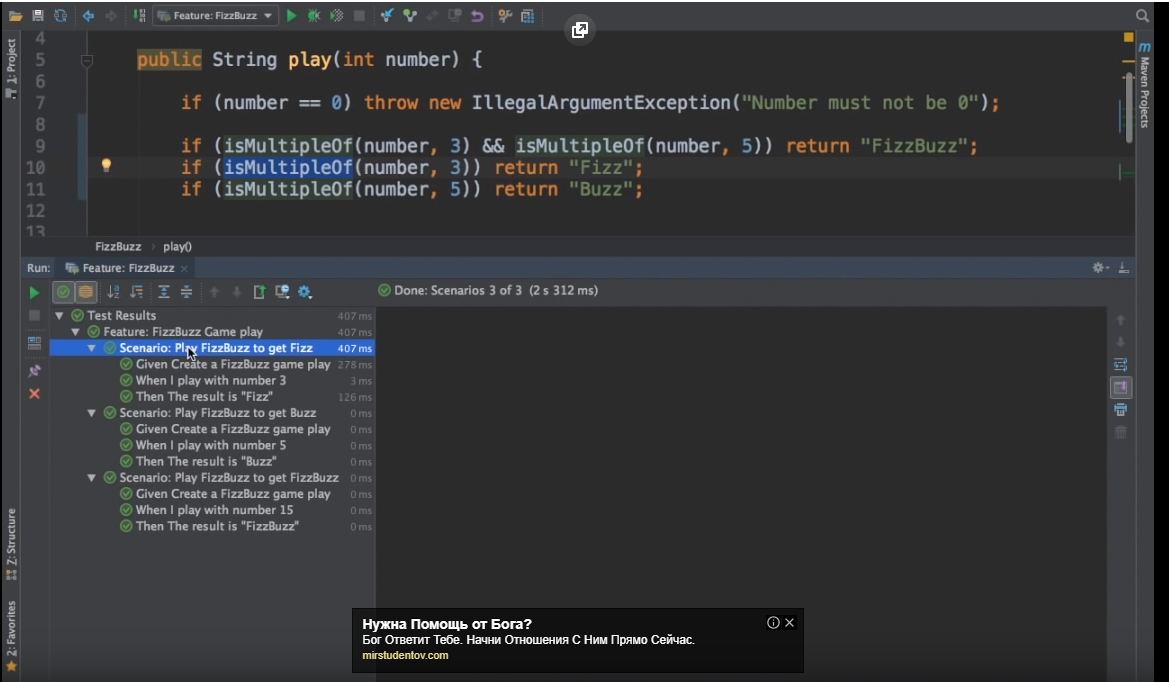 Feature: FizzBuzz
1: Project
Maven Projects
4
5 public String play(int number) {
6
7 if (number == 0) throw new IllegalArgumentException("Number must not be 0");
8
9 if (isMultipleOf(number, 3) && isMultipleOf(number, 5)) return "FizzBuzz";
10 if (isMultipleOf(number, 3)) return "Fizz";
11 if (isMultipleOf(number, 5)) return "Buzz";
12
13
FizzBuzz play()
Run: Feature: FizzBuzz
Done: Scenarios 3 of 3 (2 s 312 ms)
Test Results 407 ms
Feature: FizzBuzz Game play 407 ms
Scenario: Play FizzBuzz to get Fizz 407 ms
Given Create a FizzBuzz game play 278 ms
When I play with number 3 3 ms
Then The result is "Fizz" 126 ms
Scenario: Play FizzBuzz to get Buzz 0 ms
Given Create a FizzBuzz game play 0 ms
When I play with number 5 0 ms
Then The result is "Buzz" 0 ms
Scenario: Play FizzBuzz to get FizzBuzz 0 ms
Given Create a FizzBuzz game play 0 ms
When I play with number 15 0 ms
Then The result is "FizzBuzz" 0 ms
Z: Structure
2: Favorites
Нужна Помощь от Бога?
Бог Ответит Тебе. Начни Отношения С Ним Прямо Сейчас.
mirstudentov.com